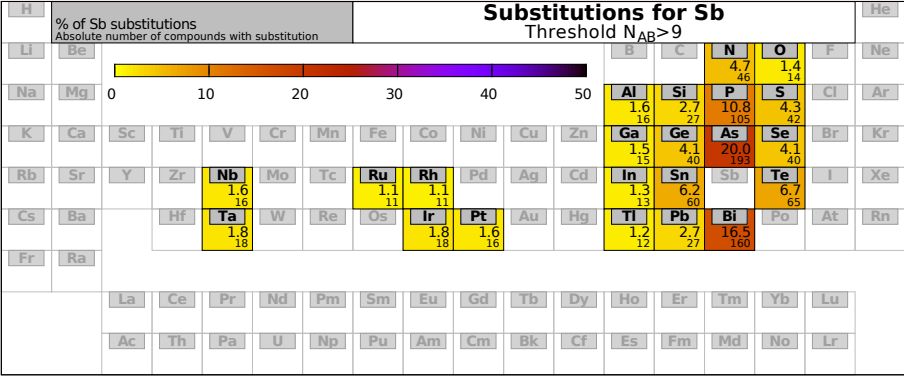 H He
% of Sb substitutions
Absolute number of compounds with substitution
Substitutions for Sb
Threshold N_AB>9
Li Be B C N O F Ne
4.7 1.4
46 14
0 10 20 30 40 50
Na Mg Al Si P S Cl Ar
1.6 2.7 10.8 4.3
16 27 105 42
K Ca Sc Ti V Cr Mn Fe Co Ni Cu Zn Ga Ge As Se Br Kr
1.5 4.1 20.0 4.1
15 40 193 40
Rb Sr Y Zr Nb Mo Tc Ru Rh Pd Ag Cd In Sn Sb Te I Xe
1.6 1.1 1.1 1.3 6.2 6.7
16 11 11 13 60 65
Cs Ba Hf Ta W Re Os Ir Pt Au Hg Tl Pb Bi Po At Rn
1.8 1.8 1.6 1.2 2.7 16.5
18 18 16 12 27 160
Fr Ra
La Ce Pr Nd Pm Sm Eu Gd Tb Dy Ho Er Tm Yb Lu
Ac Th Pa U Np Pu Am Cm Bk Cf Es Fm Md No Lr